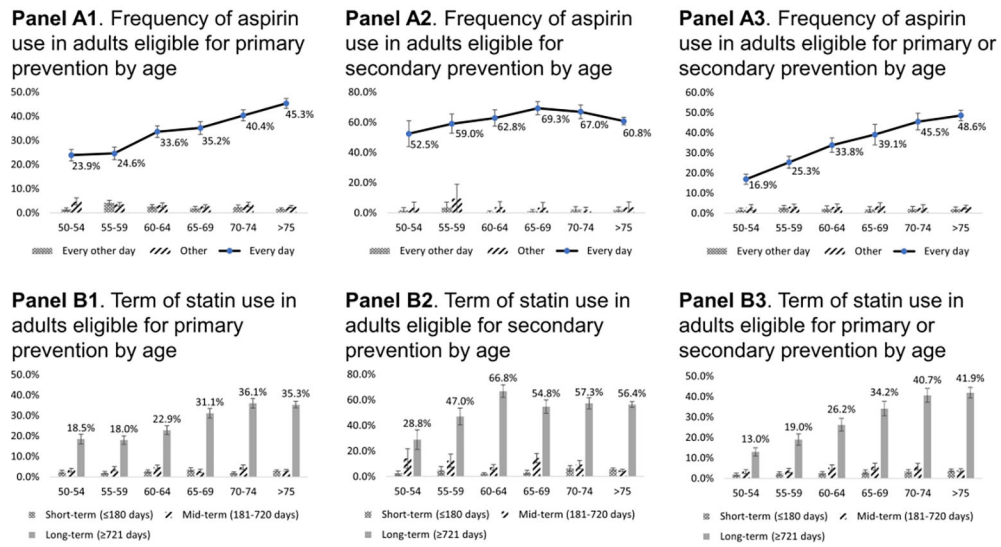 Panel A1. Frequency of aspirin
use in adults eligible for primary
prevention by age
50.0%
40.0%
30.0%
20.0%
10.0%
0.0%
23.9%
24.6%
33.6%
35.2%
40.4%
45.3%
50-54 55-59 60-64 65-69 70-74 >75
Every other day Other Every day
Panel A2. Frequency of aspirin
use in adults eligible for
secondary prevention by age
80.0%
60.0%
40.0%
20.0%
0.0%
52.5%
59.0%
62.8%
69.3%
67.0%
60.8%
50-54 55-59 60-64 65-69 70-74 >75
Every other day Other Every day
Panel A3. Frequency of aspirin
use in adults eligible for primary or
secondary prevention by age
60.0%
50.0%
40.0%
30.0%
20.0%
10.0%
0.0%
16.9%
25.3%
33.8%
39.1%
45.5%
48.6%
50-54 55-59 60-64 65-69 70-74 >75
Every other day Other Every day
Panel B1. Term of statin use in
adults eligible for primary
prevention by age
50.0%
40.0%
30.0%
20.0%
10.0%
0.0%
18.5%
18.0%
22.9%
31.1%
36.1%
35.3%
50-54 55-59 60-64 65-69 70-74 >75
Short-term (≤180 days) Mid-term (181-720 days)
Long-term (≥721 days)
Panel B2. Term of statin use in
adults eligible for secondary
prevention by age
80.0%
60.0%
40.0%
20.0%
0.0%
28.8%
47.0%
66.8%
54.8%
57.3%
56.4%
50-54 55-59 60-64 65-69 70-74 >75
Short-term (≤180 days) Mid-term (181-720 days)
Long-term (≥721 days)
Panel B3. Term of statin use in
adults eligible for primary or
secondary prevention by age
50.0%
40.0%
30.0%
20.0%
10.0%
0.0%
13.0%
19.0%
26.2%
34.2%
40.7%
41.9%
50-54 55-59 60-64 65-69 70-74 >75
Short-term (≤180 days) Mid-term (181-720 days)
Long-term (≥721 days)